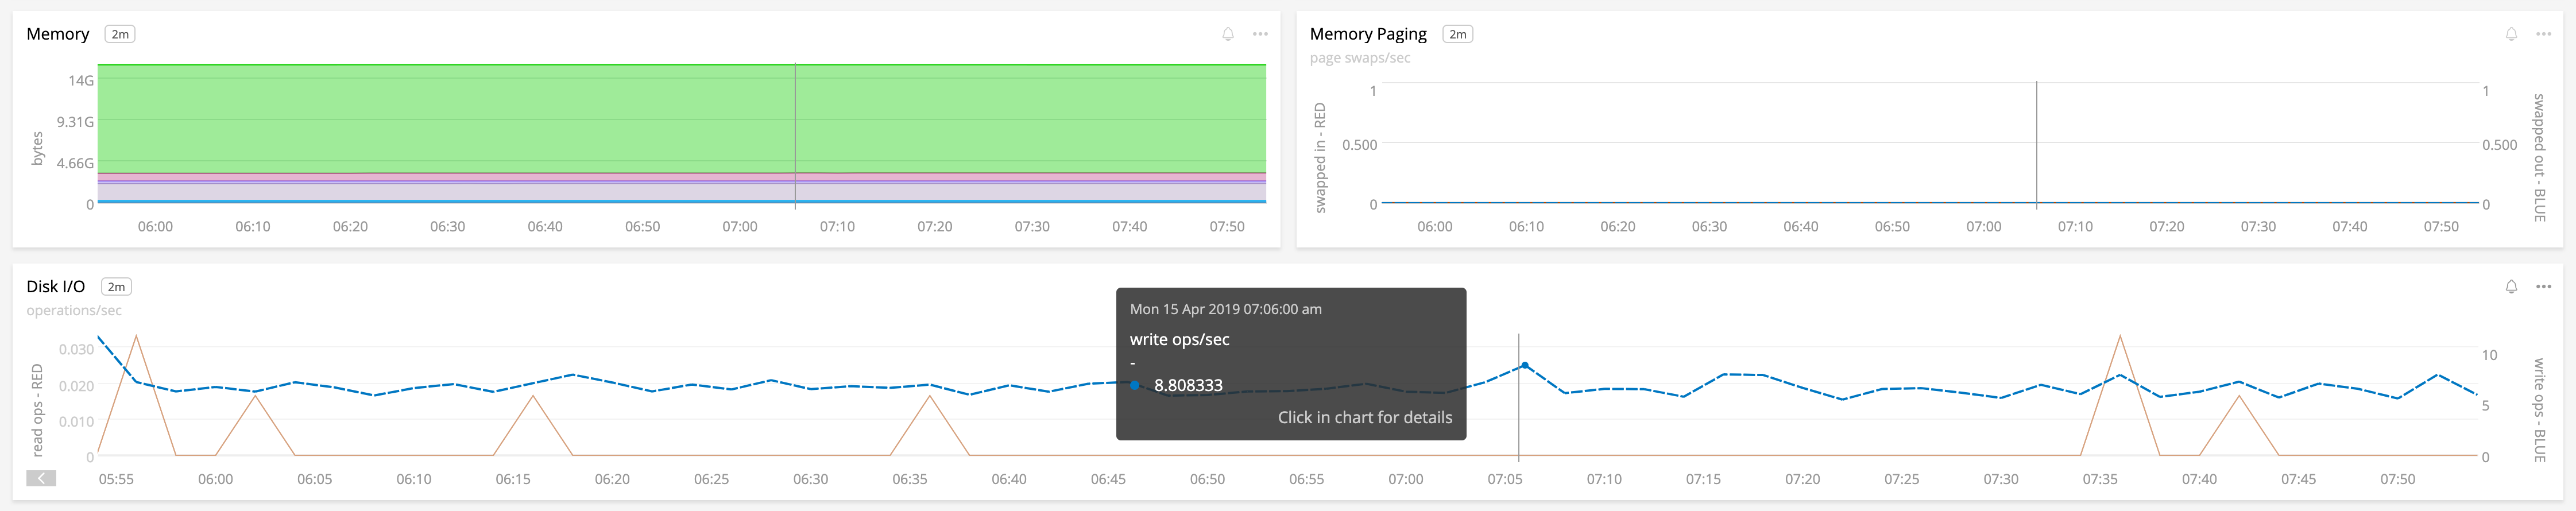 Memory 2m
14G
9.31G
4.66G
0
bytes
06:00 06:10 06:20 06:30 06:40 06:50 07:00 07:10 07:20 07:30 07:40 07:50
Memory Paging 2m
page swaps/sec
1
0.500
0
swapped in - RED
1
0.500
0
swapped out - BLUE
06:00 06:10 06:20 06:30 06:40 06:50 07:00 07:10 07:20 07:30 07:40 07:50
Disk I/O 2m
operations/sec
0.030
0.020
0.010
0
read ops - RED
Mon 15 Apr 2019 07:06:00 am
write ops/sec
-
8.808333
Click in chart for details
10
5
0
write ops - BLUE
05:55 06:00 06:05 06:10 06:15 06:20 06:25 06:30 06:35 06:40 06:45 06:50 06:55 07:00 07:05 07:10 07:15 07:20 07:25 07:30 07:35 07:40 07:45 07:50